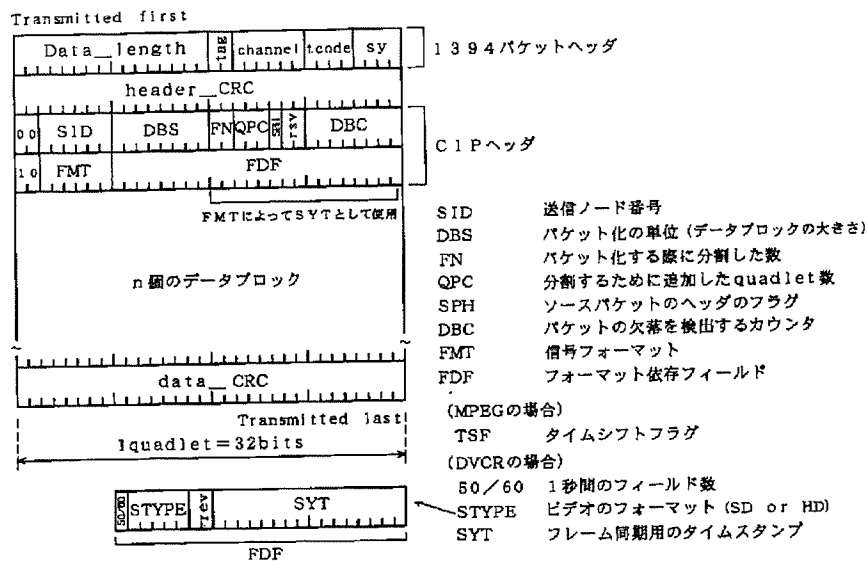 Transmitted first
Data__length tag channel tcode sy
1394パケットヘッダ
header__CRC
00 SID DBS FN QPC SPH rsv DBC
CIPヘッダ
10 FMT FDF
FMTによってSYTとして使用
n個のデータブロック
data__CRC
Transmitted last
1quadlet=32bits
SID 送信ノード番号
DBS パケット化の単位(データブロックの大きさ)
FN パケット化する際に分割した数
QPC 分割するために追加したquadlet数
SPH ソースパケットのヘッダのフラグ
DBC パケットの欠落を検出するカウンタ
FMT 信号フォーマット
FDF フォーマット依存フィールド
(MPEGの場合)
TSF タイムシフトフラグ
(DVCRの場合)
50/60 1秒間のフィールド数
STYPE ビデオのフォーマット(SD or HD)
SYT フレーム同期用のタイムスタンプ
50/60 STYPE rev SYT
FDF